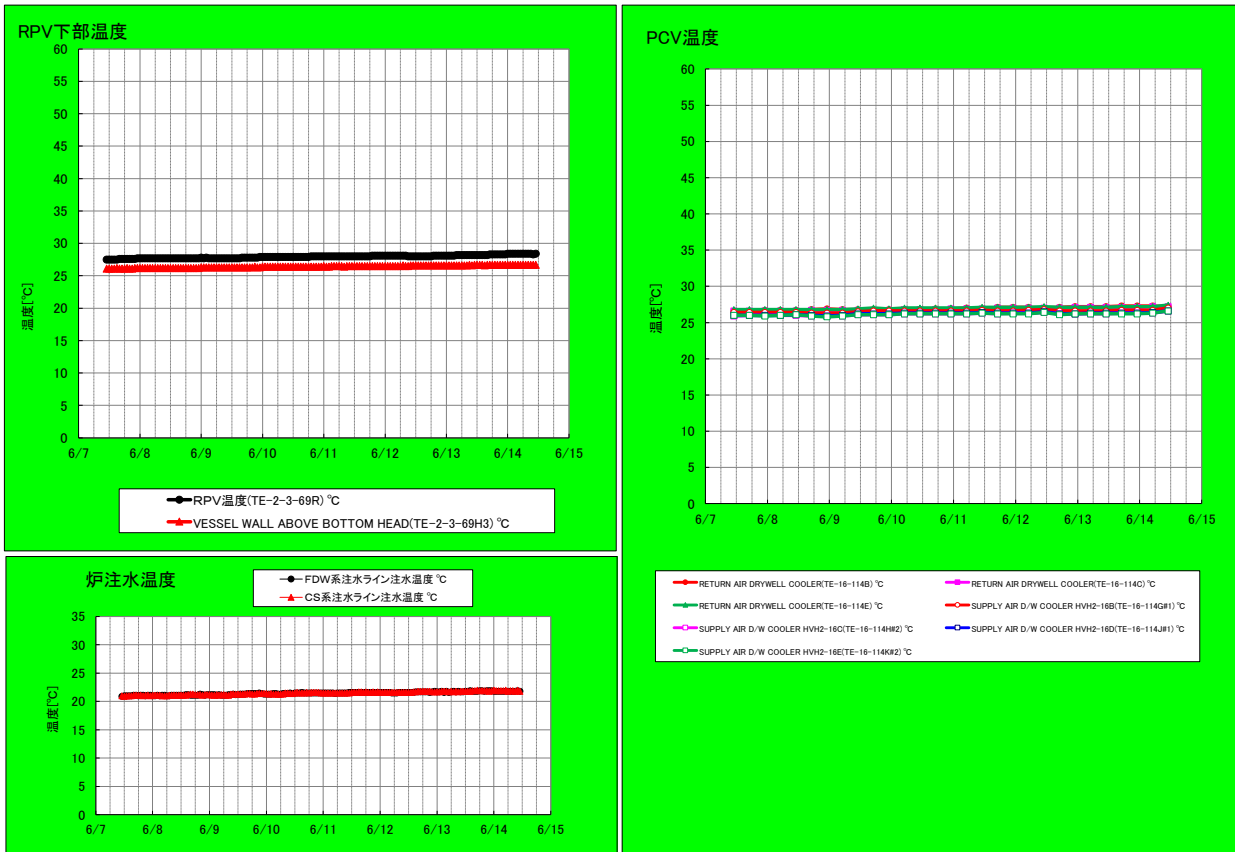 RPV下部温度
60
55
50
45
40
35
30
25
20
15
10
5
0
温度[℃]
6/7 6/8 6/9 6/10 6/11 6/12 6/13 6/14 6/15
RPV温度(TE-2-3-69R) ℃
VESSEL WALL ABOVE BOTTOM HEAD(TE-2-3-69H3) ℃
炉注水温度
FDW系注水ライン注水温度 ℃
CS系注水ライン注水温度 ℃
35
30
25
20
15
10
5
0
温度[℃]
6/7 6/8 6/9 6/10 6/11 6/12 6/13 6/14 6/15
PCV温度
60
55
50
45
40
35
30
25
20
15
10
5
0
温度[℃]
6/7 6/8 6/9 6/10 6/11 6/12 6/13 6/14 6/15
RETURN AIR DRYWELL COOLER(TE-16-114B) ℃
RETURN AIR DRYWELL COOLER(TE-16-114C) ℃
RETURN AIR DRYWELL COOLER(TE-16-114E) ℃
SUPPLY AIR D/W COOLER HVH2-16B(TE-16-114G#1) ℃
SUPPLY AIR D/W COOLER HVH2-16C(TE-16-114H#2) ℃
SUPPLY AIR D/W COOLER HVH2-16D(TE-16-114J#1) ℃
SUPPLY AIR D/W COOLER HVH2-16E(TE-16-114K#2) ℃